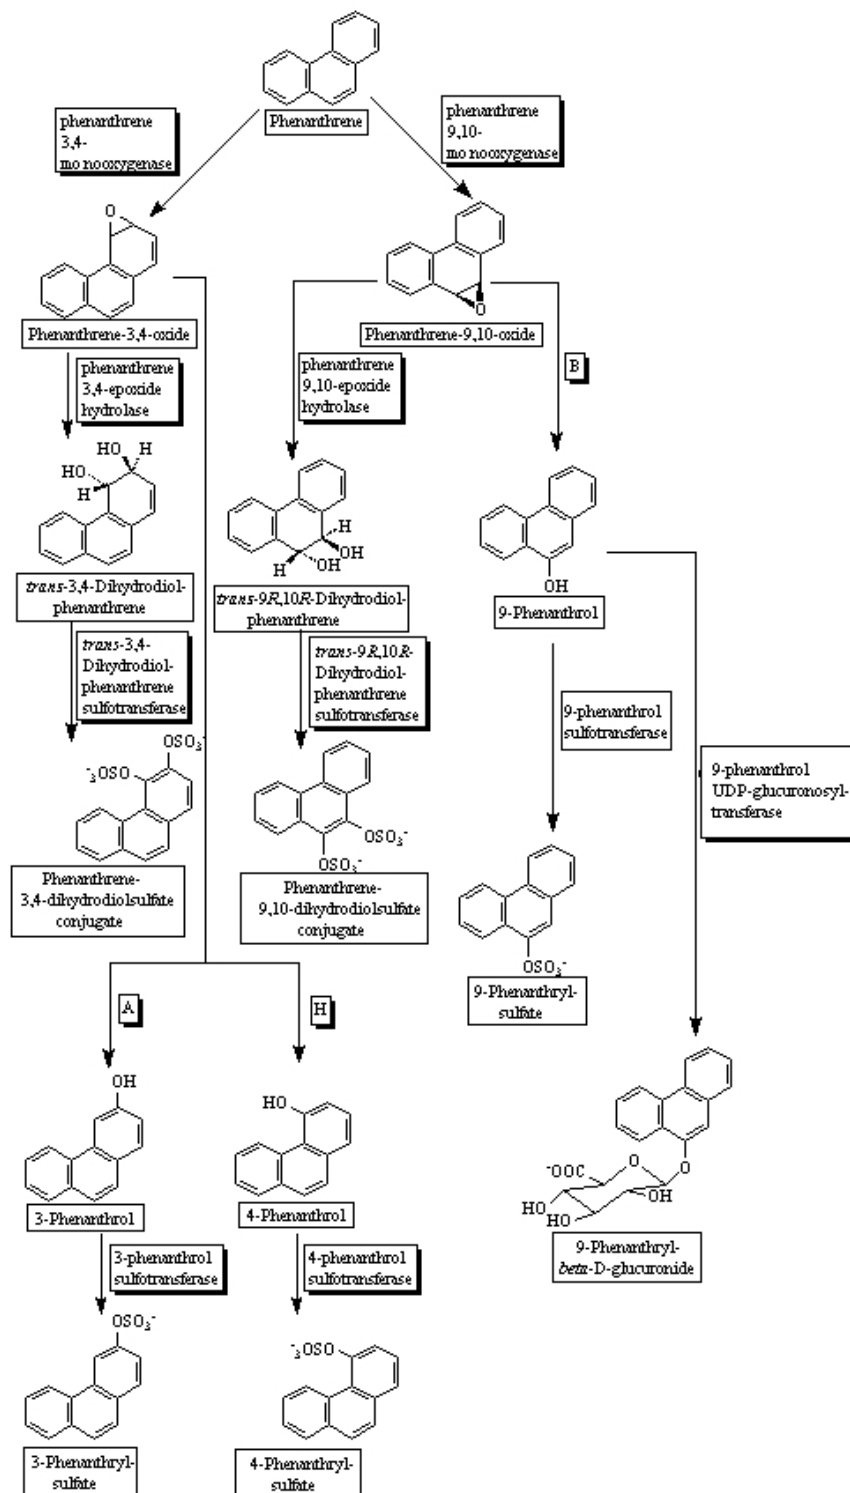 Phenanthrene
phenanthrene
3,4-
monooxygenase
phenanthrene
9,10-
monooxygenase
O
Phenanthrene-3,4-oxide
O
Phenanthrene-9,10-oxide
phenanthrene
3,4-epoxide
hydrolase
phenanthrene
9,10-epoxide
hydrolase
B
HO H
HO
H
trans-3,4-Dihydrodiol-
phenanthrene
H
OH
H OH
trans-9R,10R-Dihydrodiol-
phenanthrene
OH
9-Phenanthrol
trans-3,4-
Dihydrodiol-
phenanthrene
sulfotransferase
trans-9R,10R-
Dihydrodiol-
phenanthrene
sulfotransferase
9-phenanthrol
sulfotransferase
9-phenanthrol
UDP-glucuronosyl-
transferase
OSO3-
-3OSO
Phenanthrene-
3,4-dihydrodiolsulfate
conjugate
OSO3-
OSO3-
Phenanthrene-
9,10-dihydrodiolsulfate
conjugate
OSO3-
9-Phenanthryl-
sulfate
A
H
OH
3-Phenanthrol
HO
4-Phenanthrol
-OOC O O
HO OH
HO
9-Phenanthryl-
beta-D-glucuronide
3-phenanthrol
sulfotransferase
4-phenanthrol
sulfotransferase
OSO3-
3-Phenanthryl-
sulfate
-3OSO
4-Phenanthryl-
sulfate